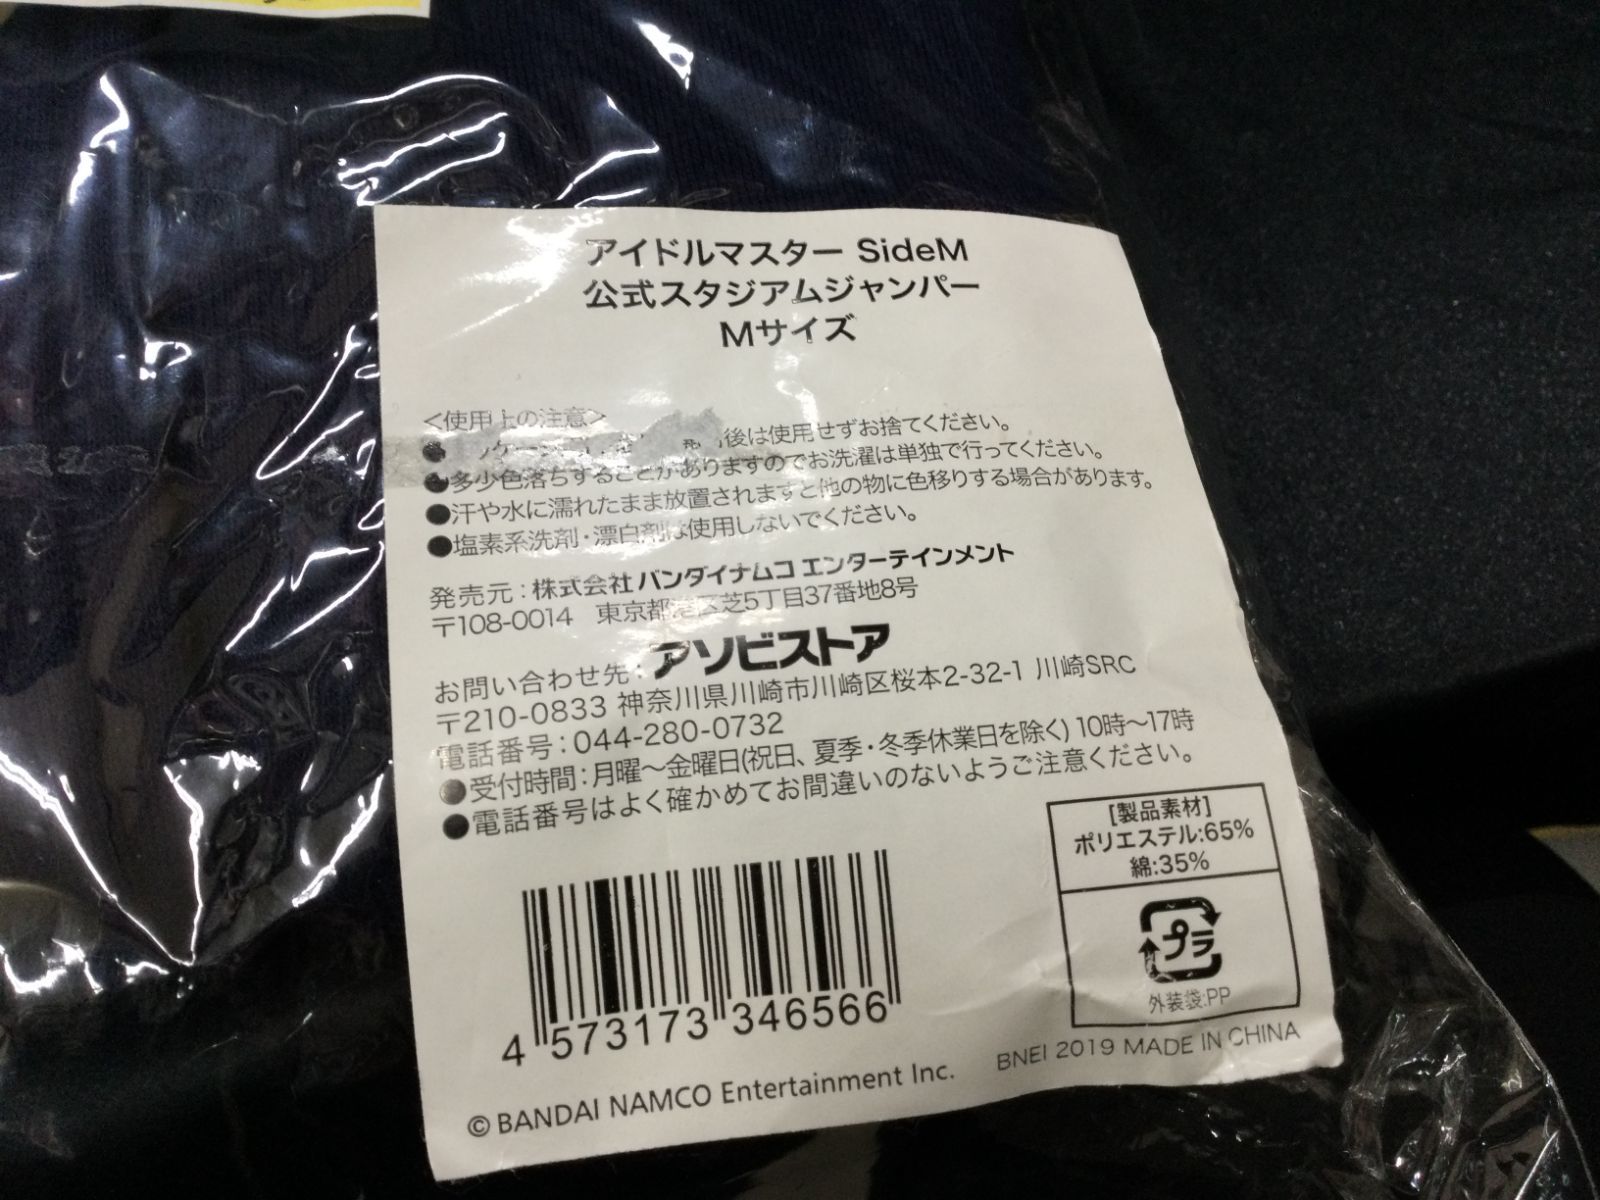 アイドルマスター SideM
公式スタジアムジャンパー
Mサイズ
＜使用上の注意＞
後は使用せずお捨てください。
●多少色落ちすることがありますのでお洗濯は単独で行ってください。
●汗や水に濡れたまま放置されますと他の物に色移りする場合があります。
●塩素系洗剤・漂白剤は使用しないでください。
発売元：株式会社バンダイナムコエンターテインメント
〒108-0014 東京都港区芝5丁目37番地8号
お問い合わせ先：アソビストア
〒210-0833 神奈川県川崎市川崎区桜本2-32-1 川崎SRC
電話番号：044-280-0732
●受付時間：月曜～金曜日(祝日、夏季・冬季休業日を除く) 10時～17時
●電話番号はよく確かめてお間違いのないようご注意ください。
[製品素材]
ポリエステル:65%
綿:35%
プラ
外装袋:PP
4 573173 346566
BNEI 2019 MADE IN CHINA
©BANDAI NAMCO Entertainment Inc.